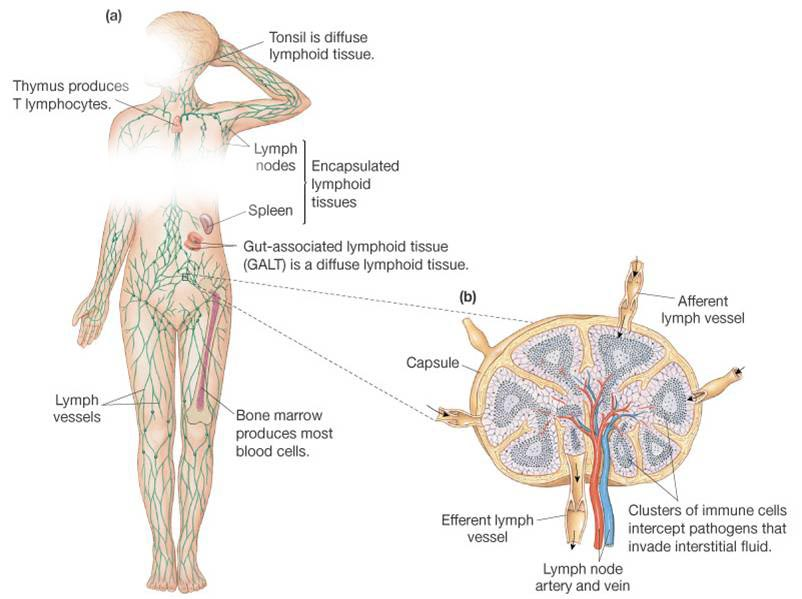 (a)
Tonsil is diffuse
lymphoid tissue.
Thymus produces
T lymphocytes.
Lymph
nodes
Encapsulated
lymphoid
tissues
Spleen
Gut-associated lymphoid tissue
(GALT) is a diffuse lymphoid tissue.
(b)
Afferent
lymph vessel
Capsule
Lymph
vessels
Bone marrow
produces most
blood cells.
Efferent lymph
vessel
Clusters of immune cells
intercept pathogens that
invade interstitial fluid.
Lymph node
artery and vein